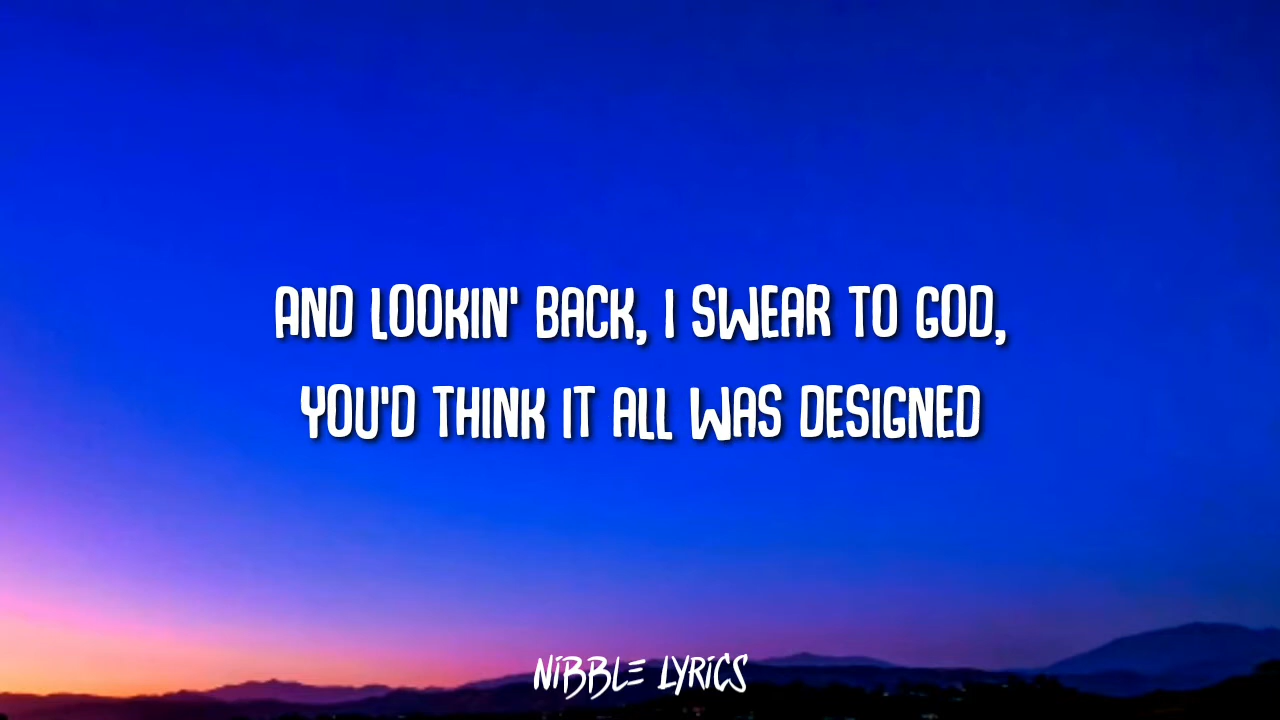 AND LOOKIN' BACK, I SWEAR TO GOD,
YOU'D THINK IT ALL WAS DESIGNED
NIBBLE LYRICS